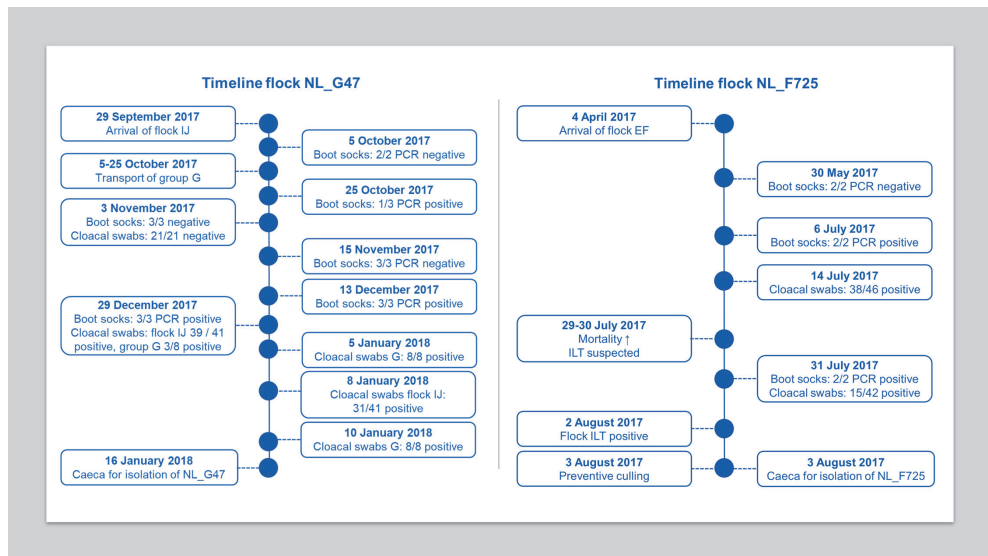 Timeline flock NL_G47
29 September 2017
Arrival of flock IJ
5 October 2017
Boot socks: 2/2 PCR negative
5-25 October 2017
Transport of group G
25 October 2017
Boot socks: 1/3 PCR positive
3 November 2017
Boot socks: 3/3 negative
Cloacal swabs: 21/21 negative
15 November 2017
Boot socks: 3/3 PCR negative
13 December 2017
Boot socks: 3/3 PCR positive
29 December 2017
Boot socks: 3/3 PCR positive
Cloacal swabs: flock IJ 39 / 41
positive, group G 3/8 positive
5 January 2018
Cloacal swabs G: 8/8 positive
8 January 2018
Cloacal swabs flock IJ:
31/41 positive
10 January 2018
Cloacal swabs G: 8/8 positive
16 January 2018
Caeca for isolation of NL_G47
Timeline flock NL_F725
4 April 2017
Arrival of flock EF
30 May 2017
Boot socks: 2/2 PCR negative
6 July 2017
Boot socks: 2/2 PCR positive
14 July 2017
Cloacal swabs: 38/46 positive
29-30 July 2017
Mortality ↑
ILT suspected
31 July 2017
Boot socks: 2/2 PCR positive
Cloacal swabs: 15/42 positive
2 August 2017
Flock ILT positive
3 August 2017
Preventive culling
3 August 2017
Caeca for isolation of NL_F725